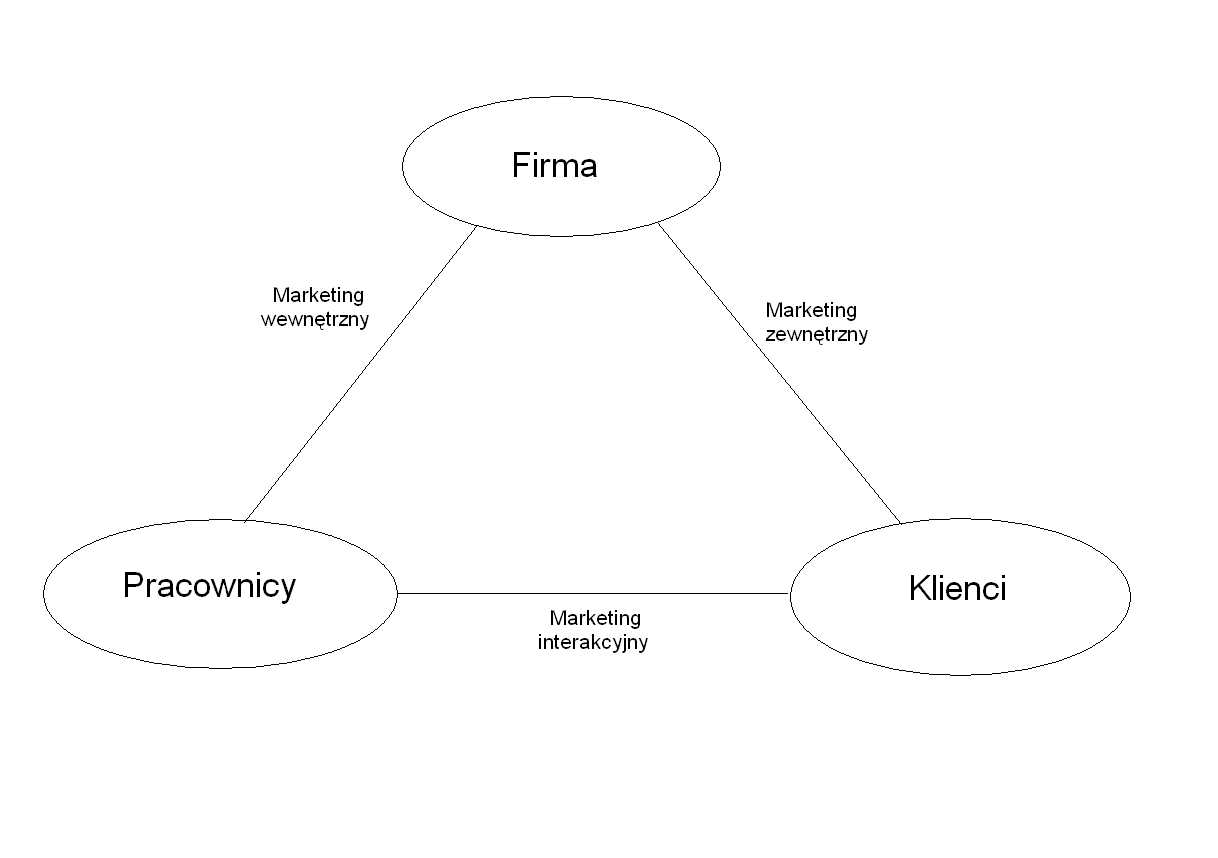 Firma
Marketing
wewnętrzny
Marketing
zewnętrzny
Pracownicy
Klienci
Marketing
interakcyjny